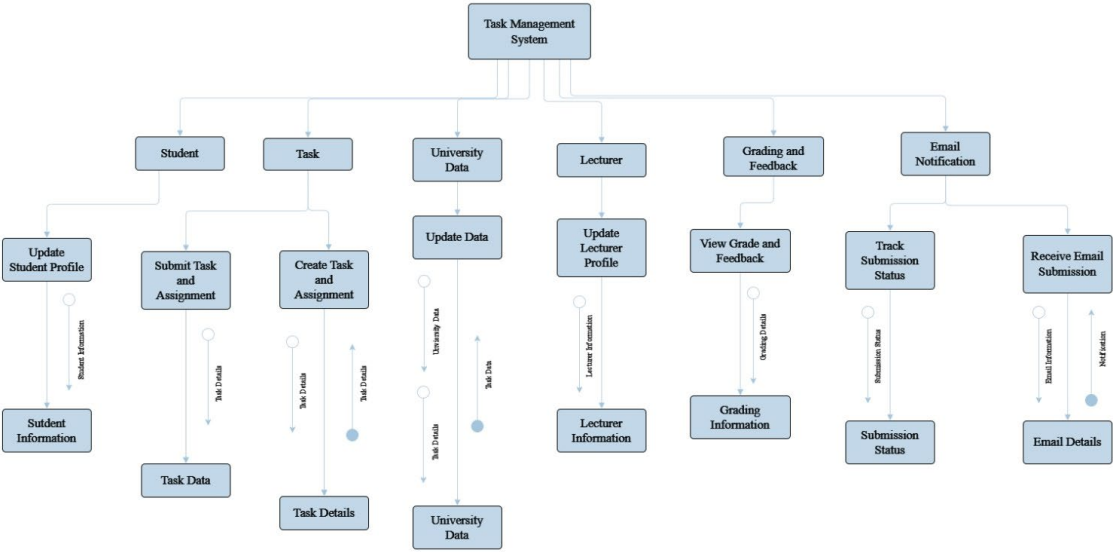 Task Management
System
Student
Task
University
Data
Lecturer
Grading and
Feedback
Email
Notification
Update
Student Profile
Submit Task
and
Assignment
Create Task
and
Assignment
Update Data
Update
Lecturer
Profile
View Grade and
Feedback
Track
Submission
Status
Receive Email
Submission
Student Information
Task Details
Task Details
Task Details
Unviersity Data
Task Details
Task Data
Lecturer Information
Grading Details
Submission Status
Email Information
Notification
Sutdent
Information
Task Data
Task Details
University
Data
Lecturer
Information
Grading
Information
Submission
Status
Email Details